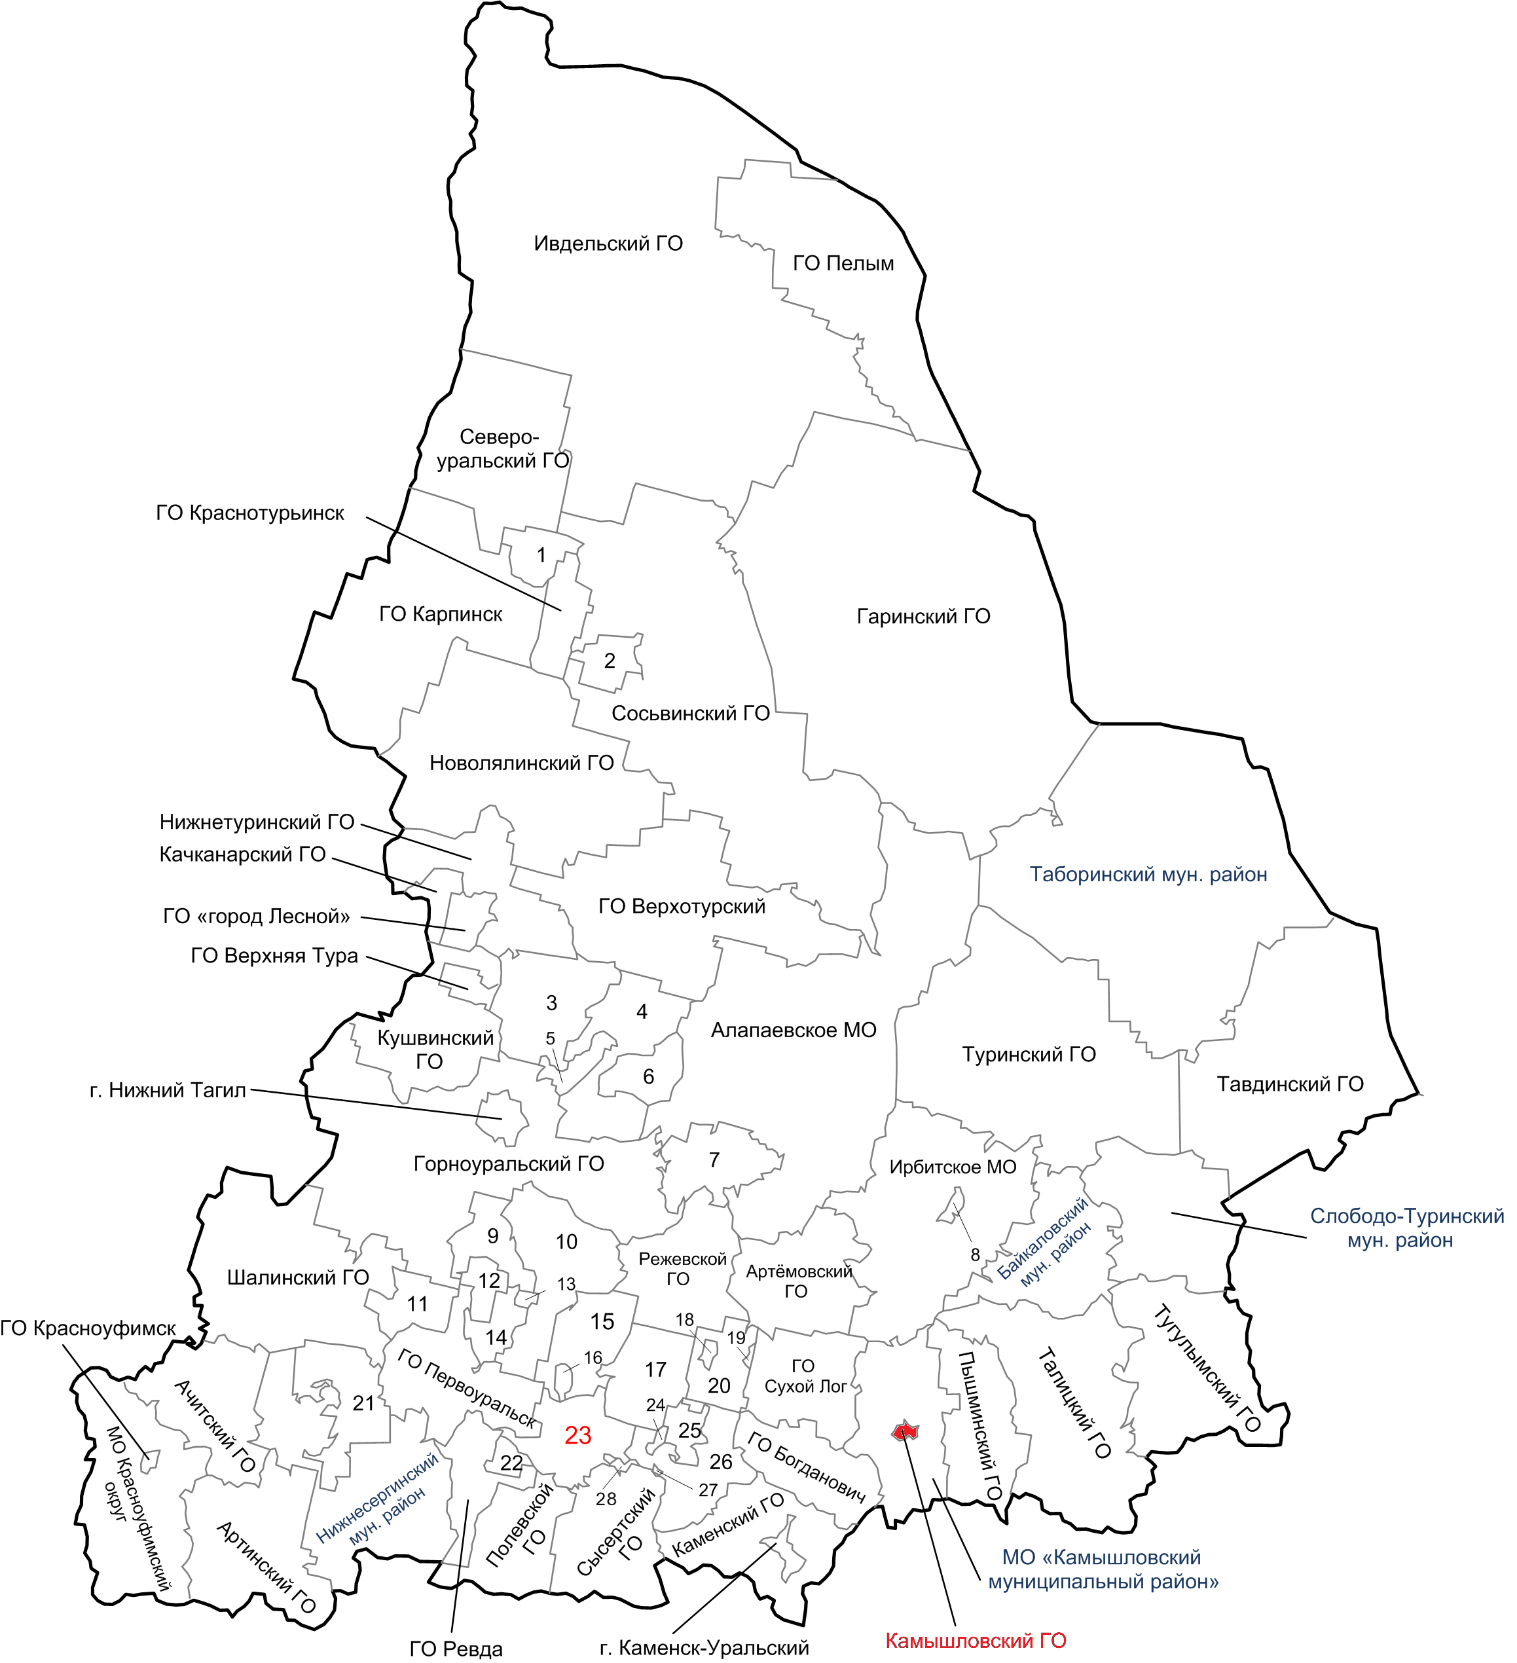 Ивдельский ГО
ГО Пелым
Северо-
уральский ГО
ГО Краснотурьинск
1
ГО Карпинск
Гаринский ГО
2
Сосьвинский ГО
Новолялинский ГО
Нижнетуринский ГО
Качканарский ГО
Таборинский мун. район
ГО «город Лесной»
ГО Верхотурский
ГО Верхняя Тура
3
4
Алапаевское МО
Кушвинский
ГО
5
Туринский ГО
6
Тавдинский ГО
г. Нижний Тагил
Горноуральский ГО
7
Ирбитское МО
Слободо-Туринский
мун. район
Байкаловский
мун. район
8
9
10
Режевской
ГО
Артёмовский
ГО
Шалинский ГО
12
13
11
ГО Красноуфимск
14
15
18
19
Тугулымский ГО
16
17
20
ГО
Сухой Лог
Пышминский ГО
Тапицкий ГО
ГО Первоуральск
Ачитский ГО
21
24
23
25
МО Красноуфимский
округ
Нижнесергинский
мун. район
22
26
ГО Богданович
27
28
Полевской
ГО
Сысертский
ГО
Каменский ГО
Артинский ГО
МО «Камышловский
муниципальный район»
ГО Ревда
г. Каменск-Уральский
Камышловский ГО